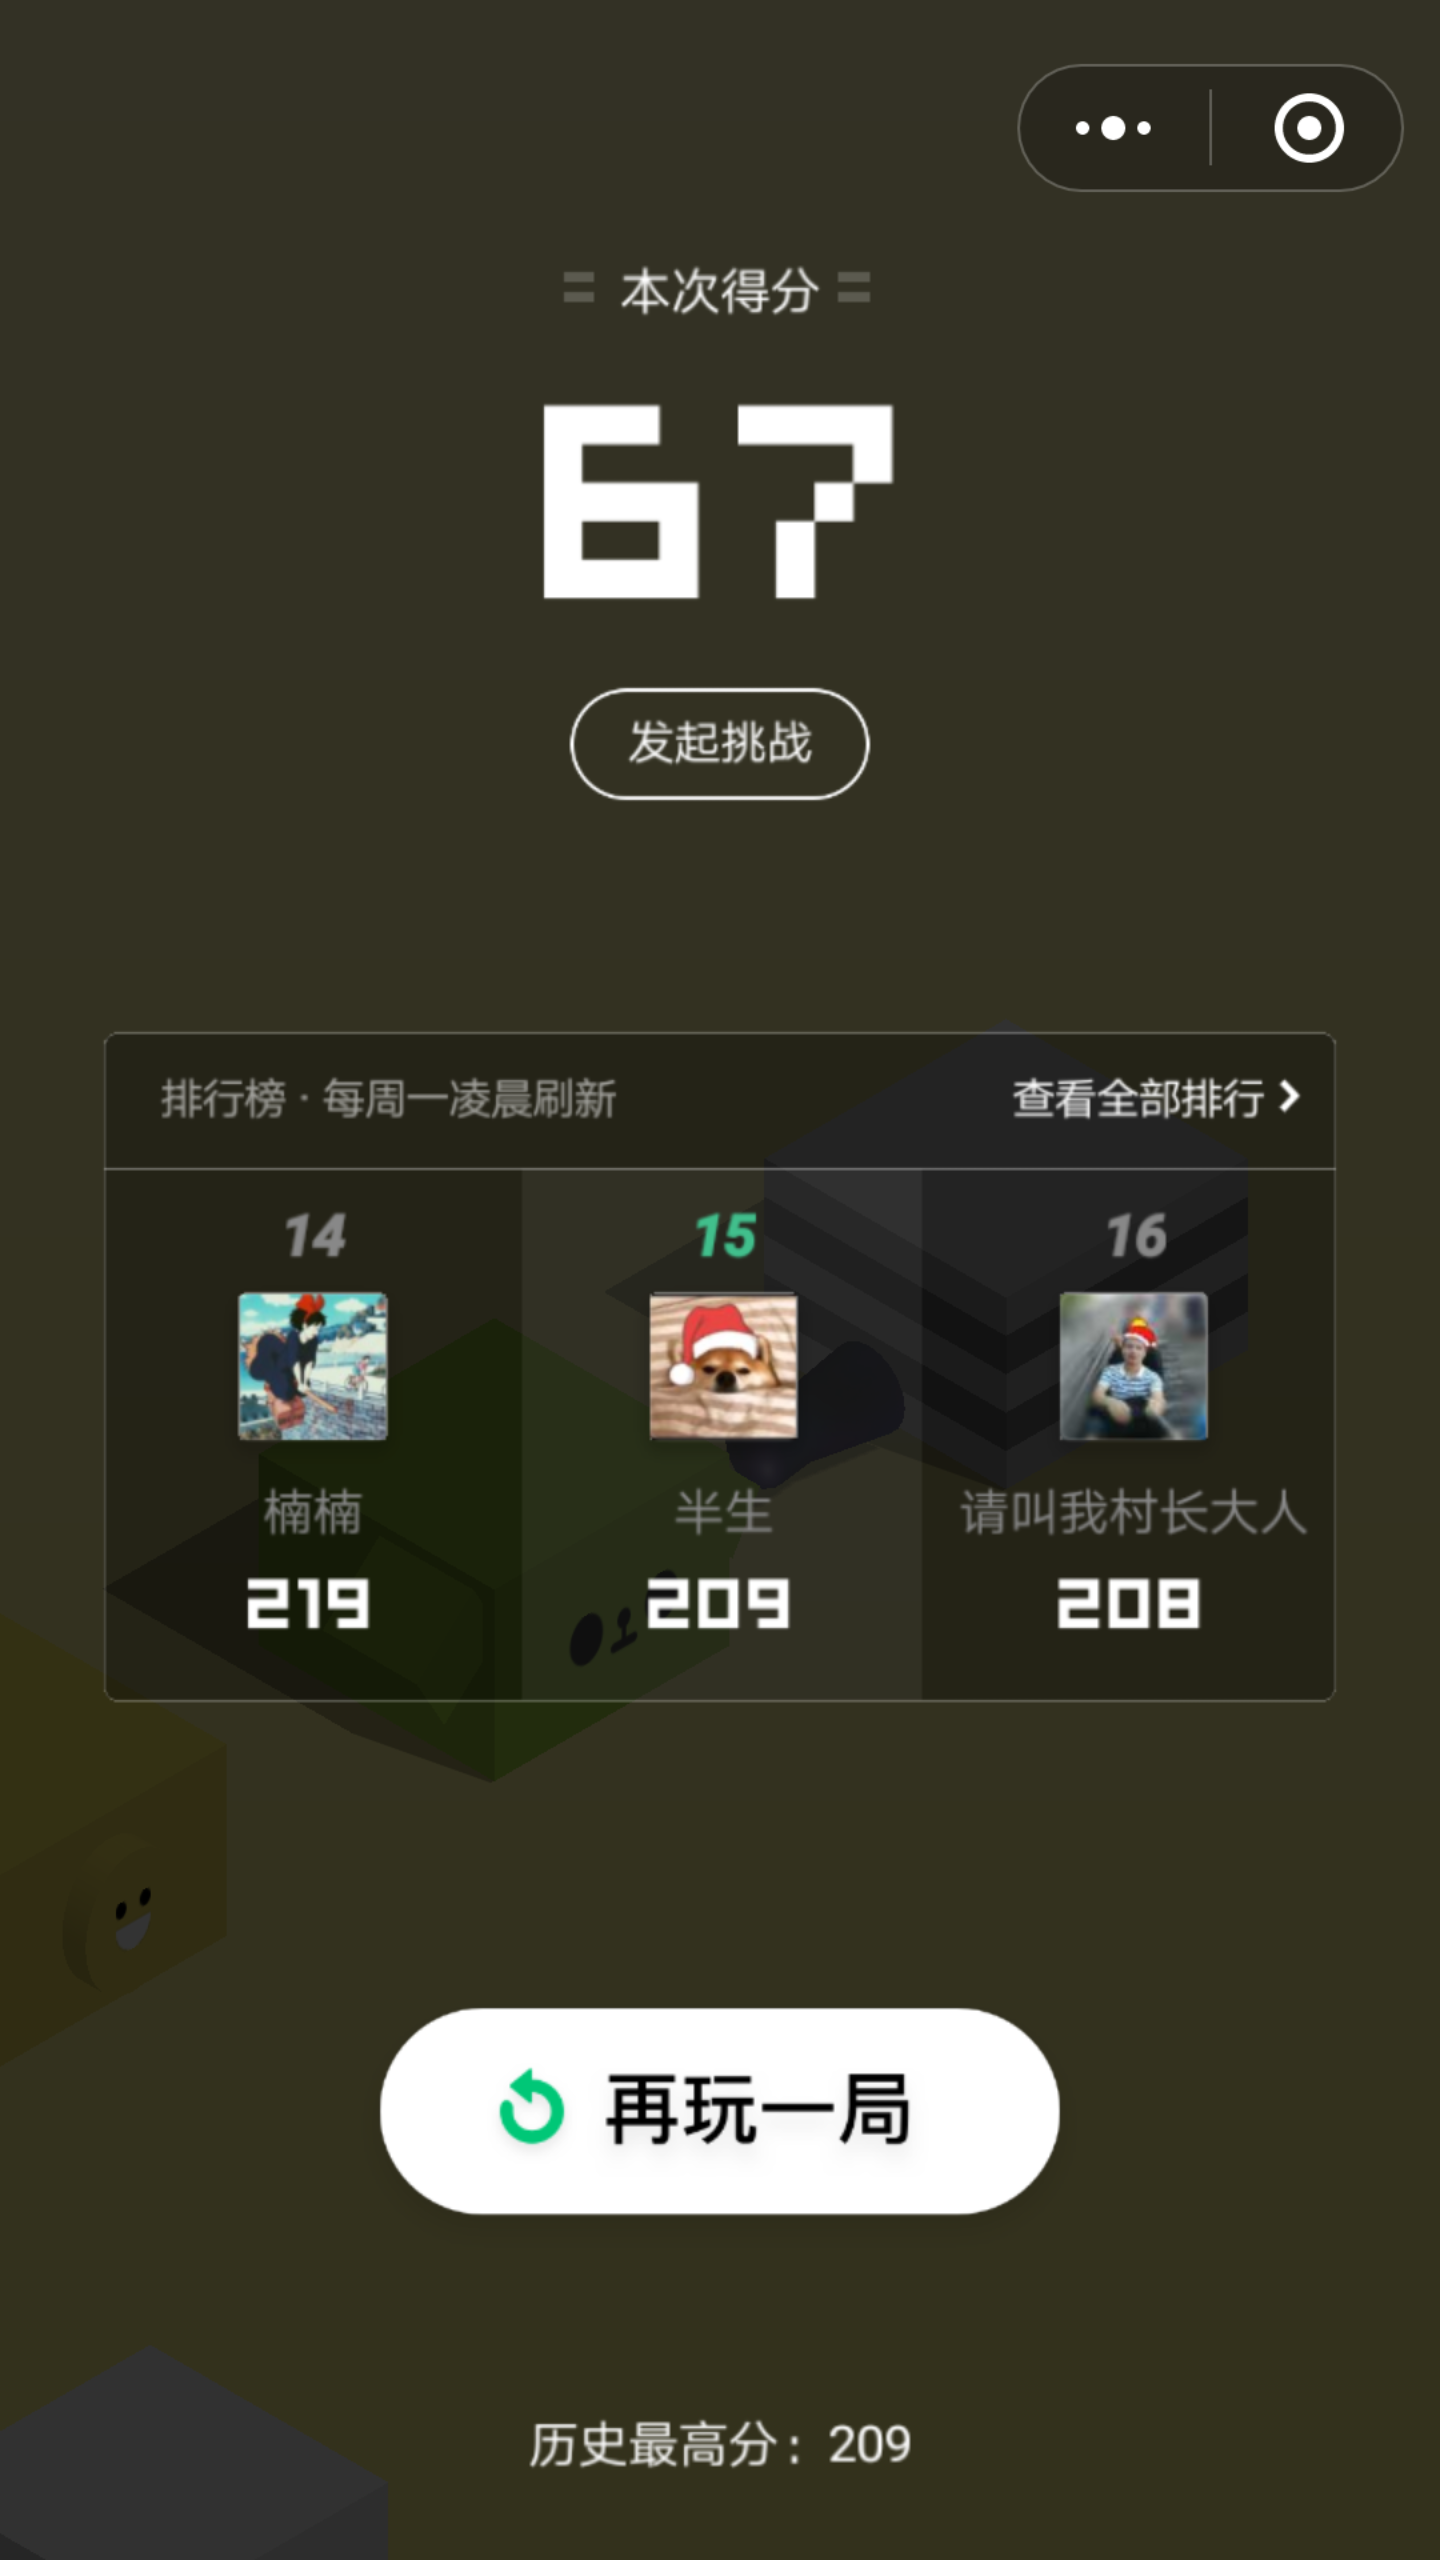 本次得分
67
发起挑战
排行榜 · 每周一凌晨刷新 查看全部排行
14 15 16
楠楠 半生 请叫我村长大人
219 209 208
再玩一局
历史最高分：209